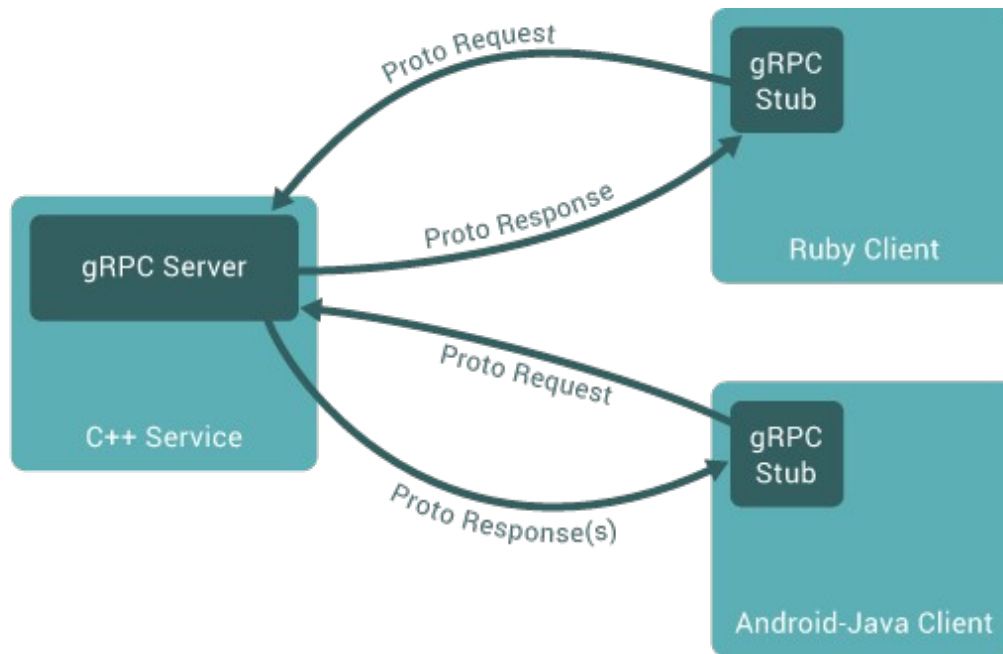 Proto Request
gRPC
Stub
Proto Response
Ruby Client
gRPC Server
C++ Service
Proto Request
gRPC
Stub
Proto Response(s)
Android-Java Client